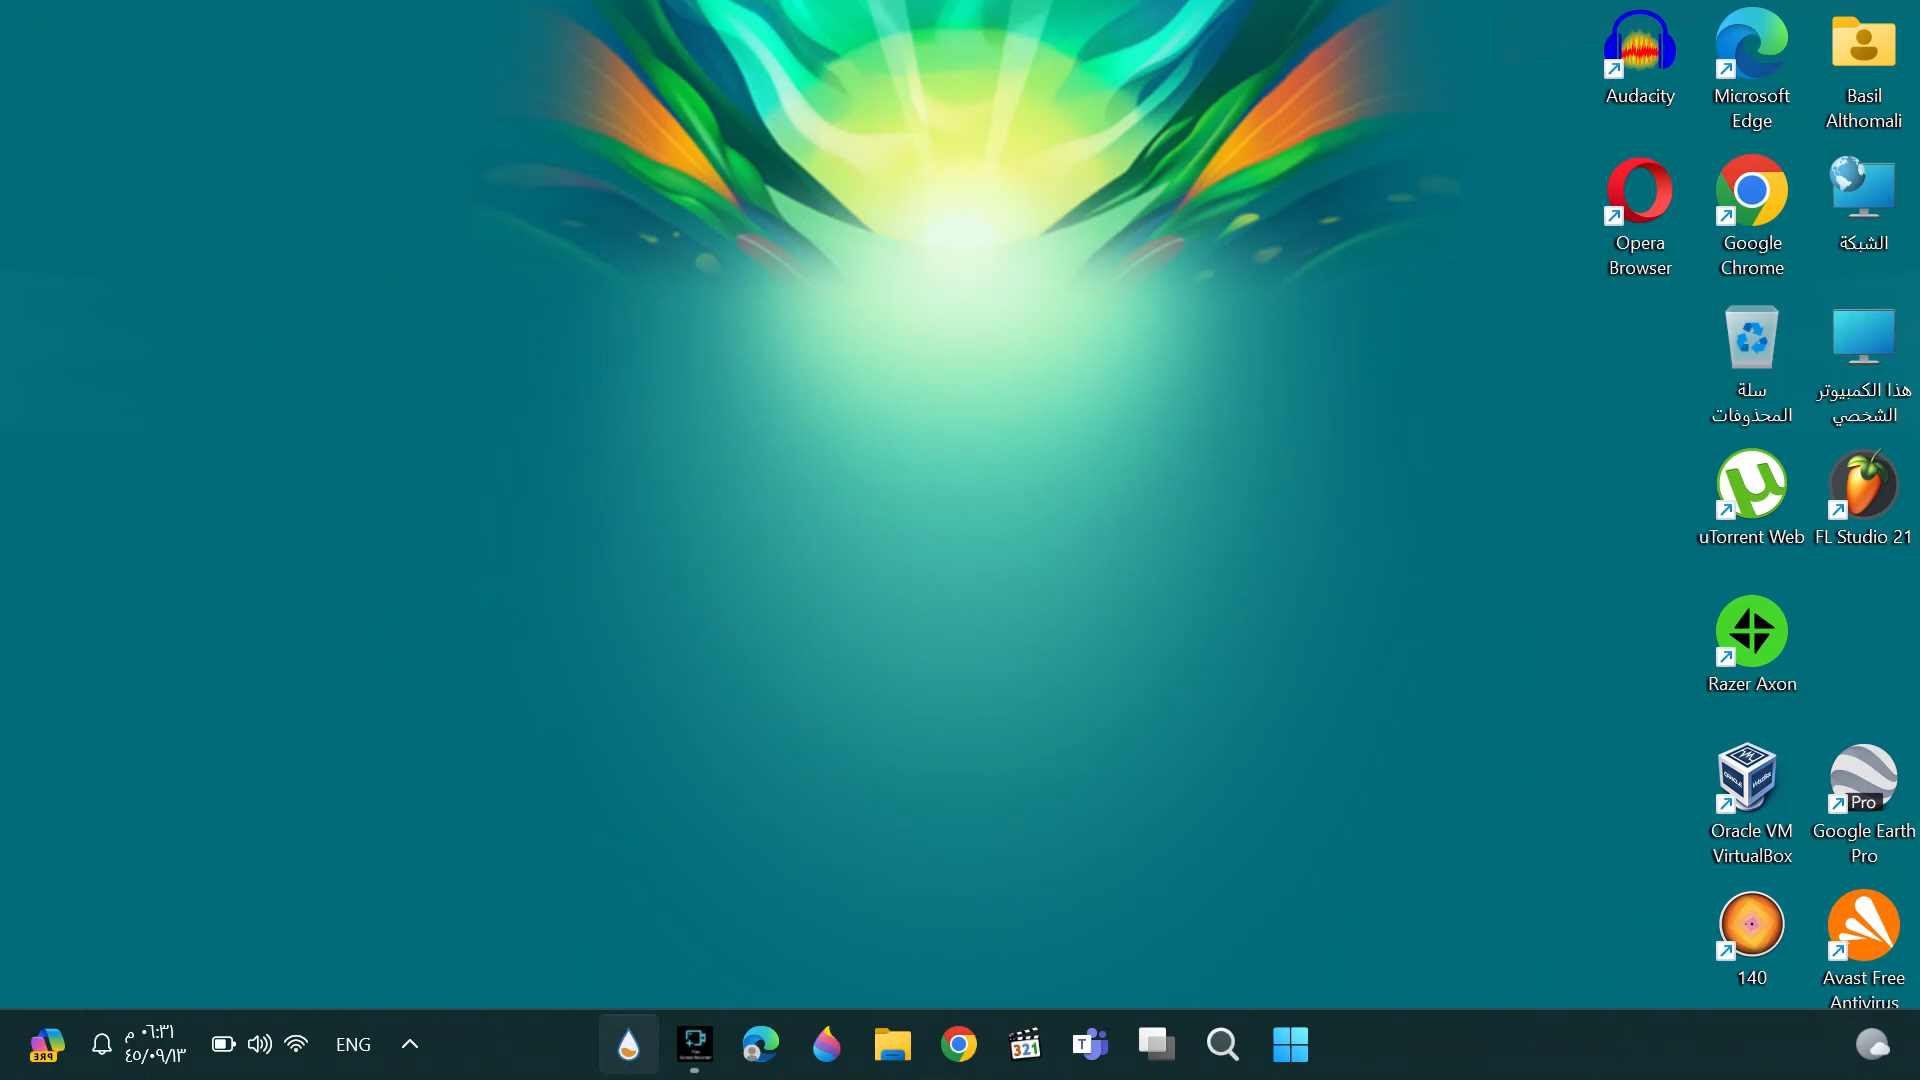 Audacity
Microsoft
Edge
Basil
Althomali
Opera
Browser
Google
Chrome
الشبكة
سلة
المحذوفات
هذا الكمبيوتر
الشخصي
uTorrent Web
FL Studio 21
Razer Axon
Oracle VM
VirtualBox
Pro
Google Earth
Pro
140
Avast Free
Antivirus
PRE
٠٦:٣١ م
٤٥/٠٩/١٣
ENG
321
T